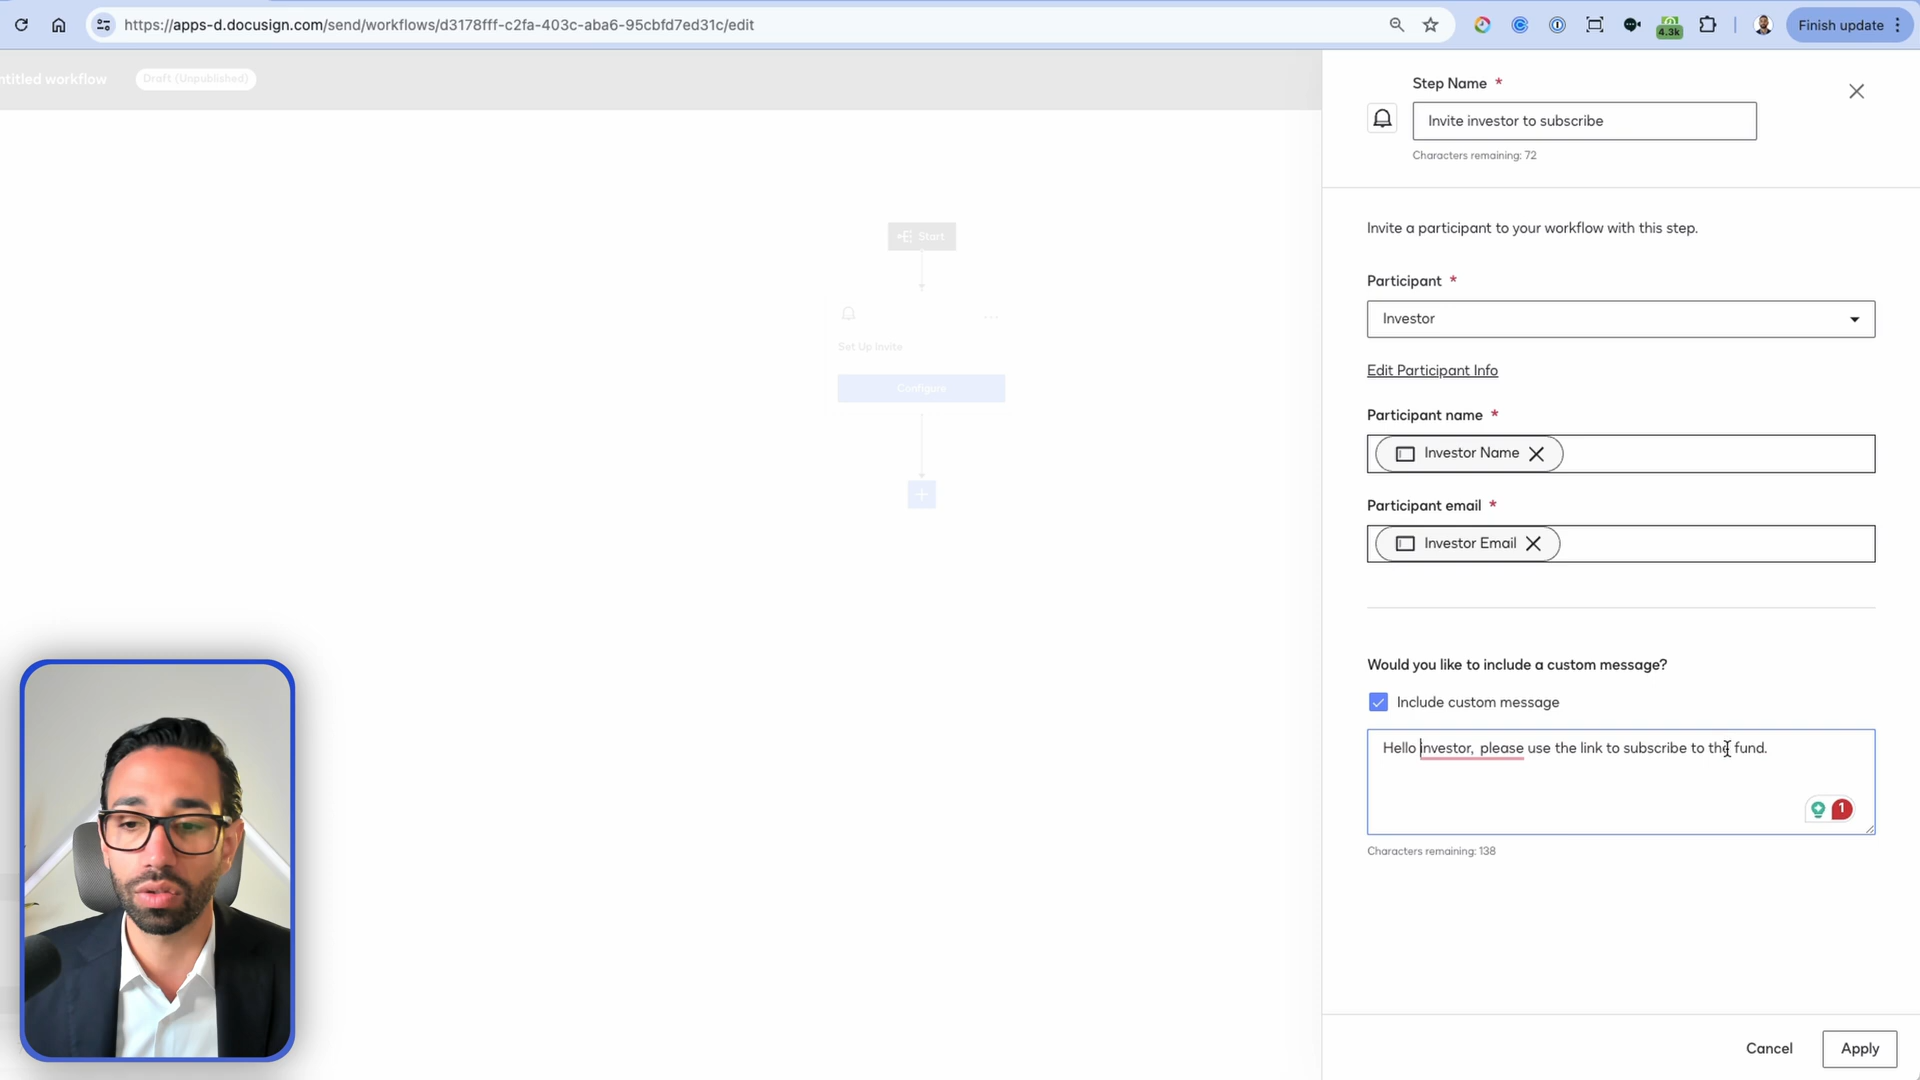 https://apps-d.docusign.com/send/workflows/d3178fff-c2fa-403c-aba6-95cbfd7ed31c/edit
4.3k
Finish update
ntitled workflow
Draft (Unpublished)
Start
Set Up Invite
...
Configure
Step Name *
Invite investor to subscribe
Characters remaining: 72
Invite a participant to your workflow with this step.
Participant *
Investor
Edit Participant Info
Participant name *
Investor Name
Participant email *
Investor Email
Would you like to include a custom message?
Include custom message
Hello investor, please use the link to subscribe to the fund.
1
Characters remaining: 138
Cancel
Apply